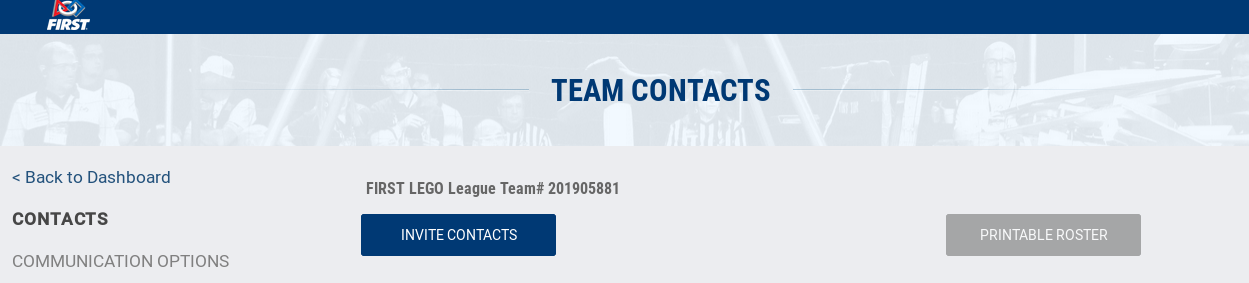 FIRST
TEAM CONTACTS
< Back to Dashboard
CONTACTS
COMMUNICATION OPTIONS
FIRST LEGO League Team# 201905881
INVITE CONTACTS
PRINTABLE ROSTER